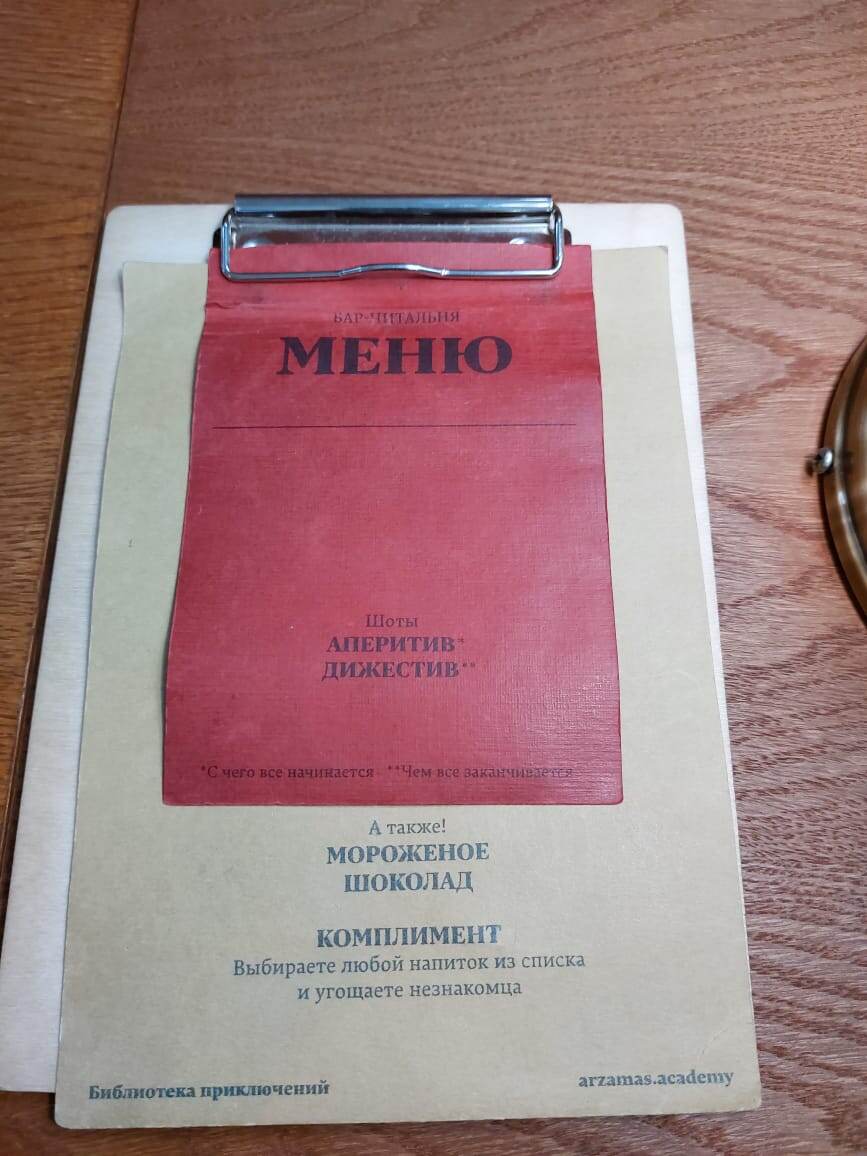 БАР-ЧИТАЛЬНЯ
МЕНЮ
Шоты
АПЕРИТИВ*
ДИЖЕСТИВ**
*С чего все начинается **Чем все заканчивается
А также!
МОРОЖЕНОЕ
ШОКОЛАД
КОМПЛИМЕНТ
Выбираете любой напиток из списка
и угощаете незнакомца
Библиотека приключений arzamas.academy